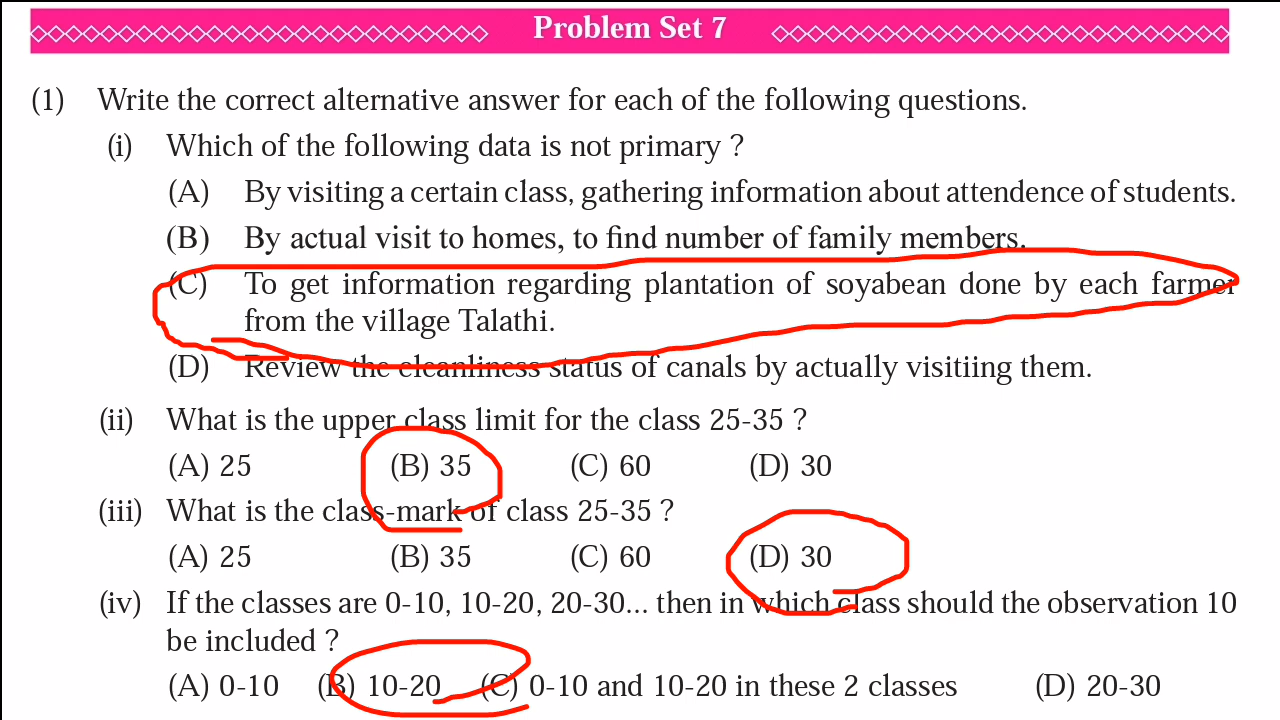 Problem Set 7
(1) Write the correct alternative answer for each of the following questions.
(i) Which of the following data is not primary ?
(A) By visiting a certain class, gathering information about attendence of students.
(B) By actual visit to homes, to find number of family members.
(C) To get information regarding plantation of soyabean done by each farmer
from the village Talathi.
(D) Review the cleanliness status of canals by actually visitiing them.
(ii) What is the upper class limit for the class 25-35 ?
(A) 25 (B) 35 (C) 60 (D) 30
(iii) What is the class-mark of class 25-35 ?
(A) 25 (B) 35 (C) 60 (D) 30
(iv) If the classes are 0-10, 10-20, 20-30... then in which class should the observation 10
be included ?
(A) 0-10 (B) 10-20 (C) 0-10 and 10-20 in these 2 classes (D) 20-30